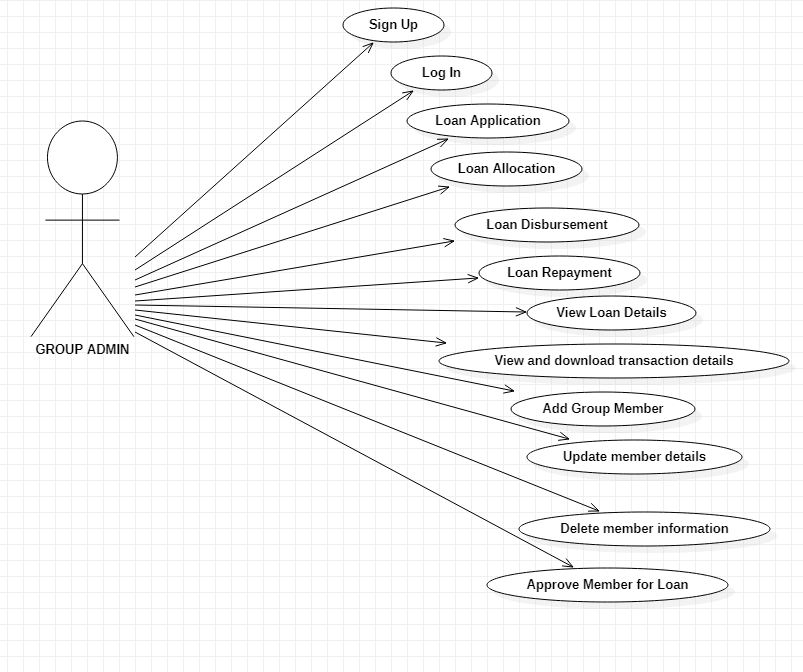 Sign Up
Log In
Loan Application
Loan Allocation
Loan Disbursement
Loan Repayment
View Loan Details
GROUP ADMIN
View and download transaction details
Add Group Member
Update member details
Delete member information
Approve Member for Loan